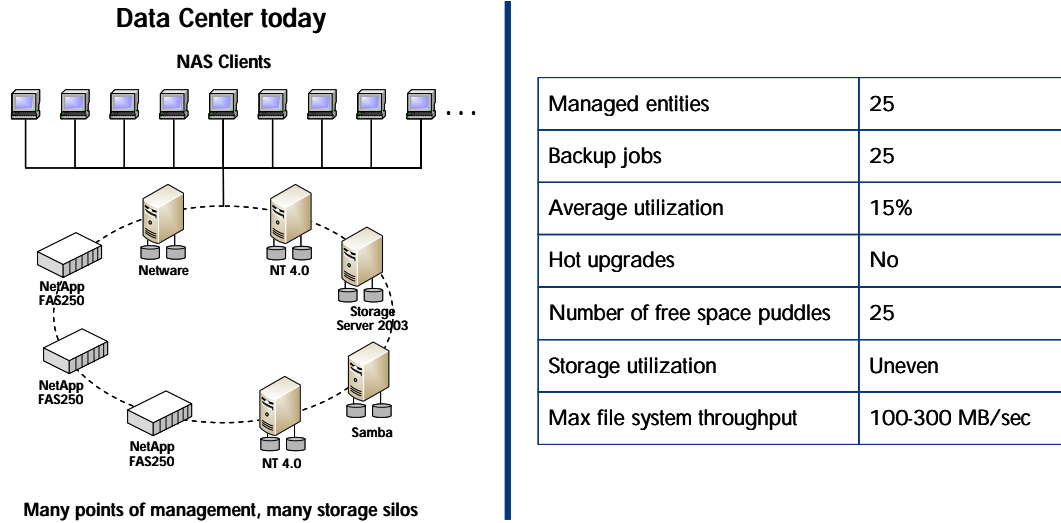 Data Center today
NAS Clients
. . .
Netware
NT 4.0
NetApp
FAS250
Storage
Server 2003
NetApp
FAS250
Samba
NetApp
FAS250
NT 4.0
Many points of management, many storage silos
Managed entities 25
Backup jobs 25
Average utilization 15%
Hot upgrades No
Number of free space puddles 25
Storage utilization Uneven
Max file system throughput 100-300 MB/sec